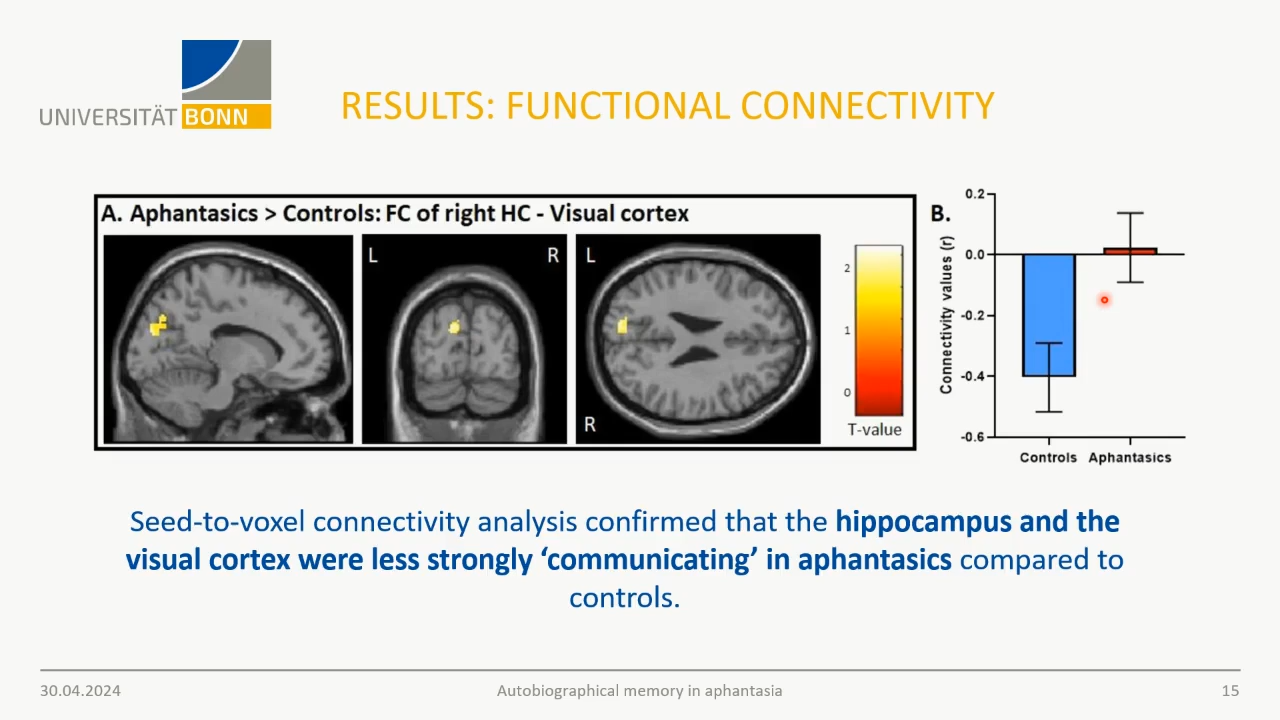 UNIVERSITÄT BONN
RESULTS: FUNCTIONAL CONNECTIVITY
A. Aphantasics > Controls: FC of right HC - Visual cortex
L
R
L
R
2
1
0
T-value
B.
Connectivity values (r)
0.2
0.0
-0.2
-0.4
-0.6
Controls
Aphantasics
Seed-to-voxel connectivity analysis confirmed that the hippocampus and the
visual cortex were less strongly ‘communicating’ in aphantasics compared to
controls.
30.04.2024
Autobiographical memory in aphantasia
15